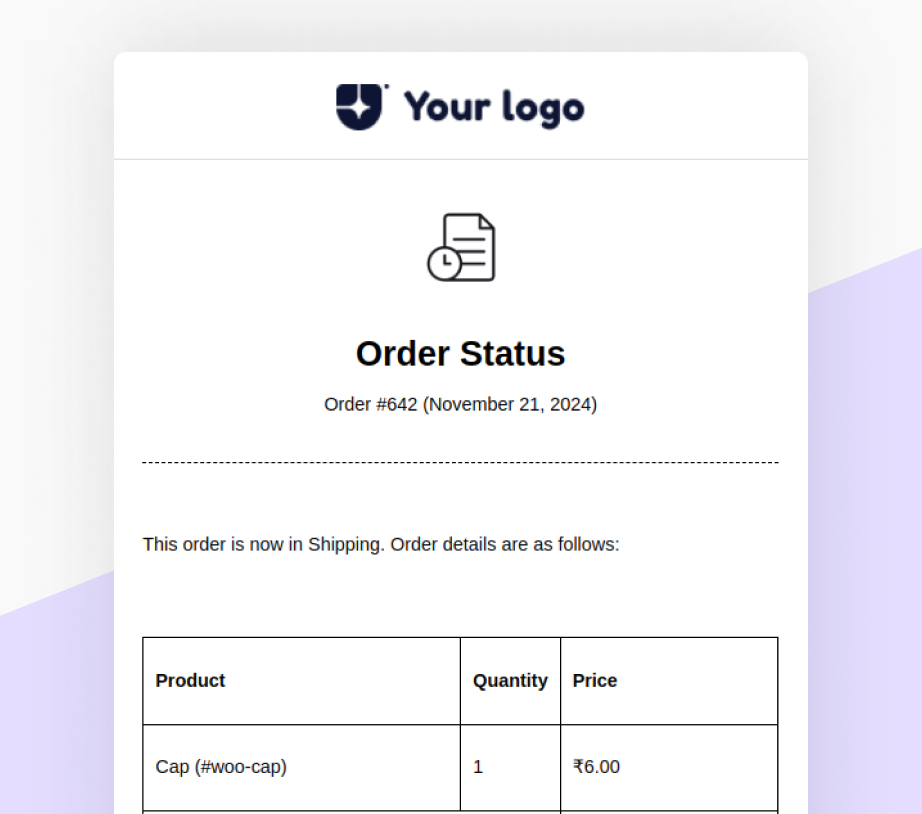 Your logo
Order Status
Order #642 (November 21, 2024)
This order is now in Shipping. Order details are as follows:
Product Quantity Price
Cap (#woo-cap) 1 ₹6.00